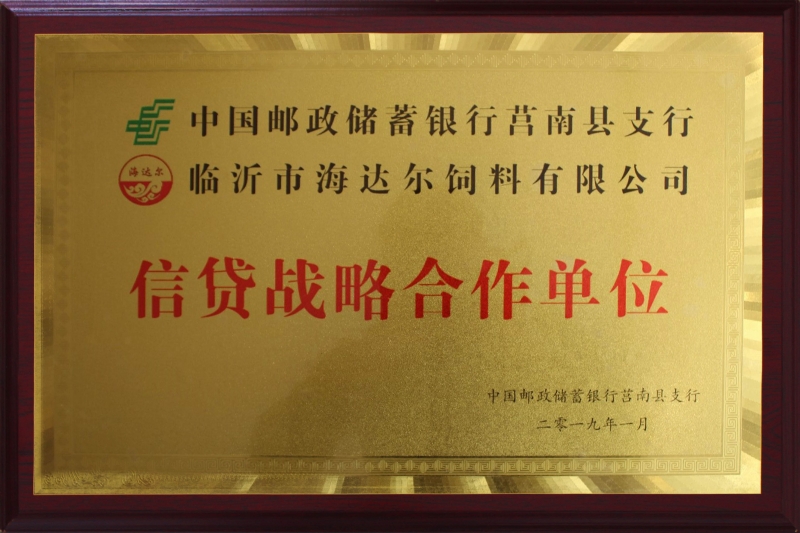 中国邮政储蓄银行莒南县支行
海达尔
临沂市海达尔饲料有限公司
信贷战略合作单位
中国邮政储蓄银行莒南县支行
二零一九年一月